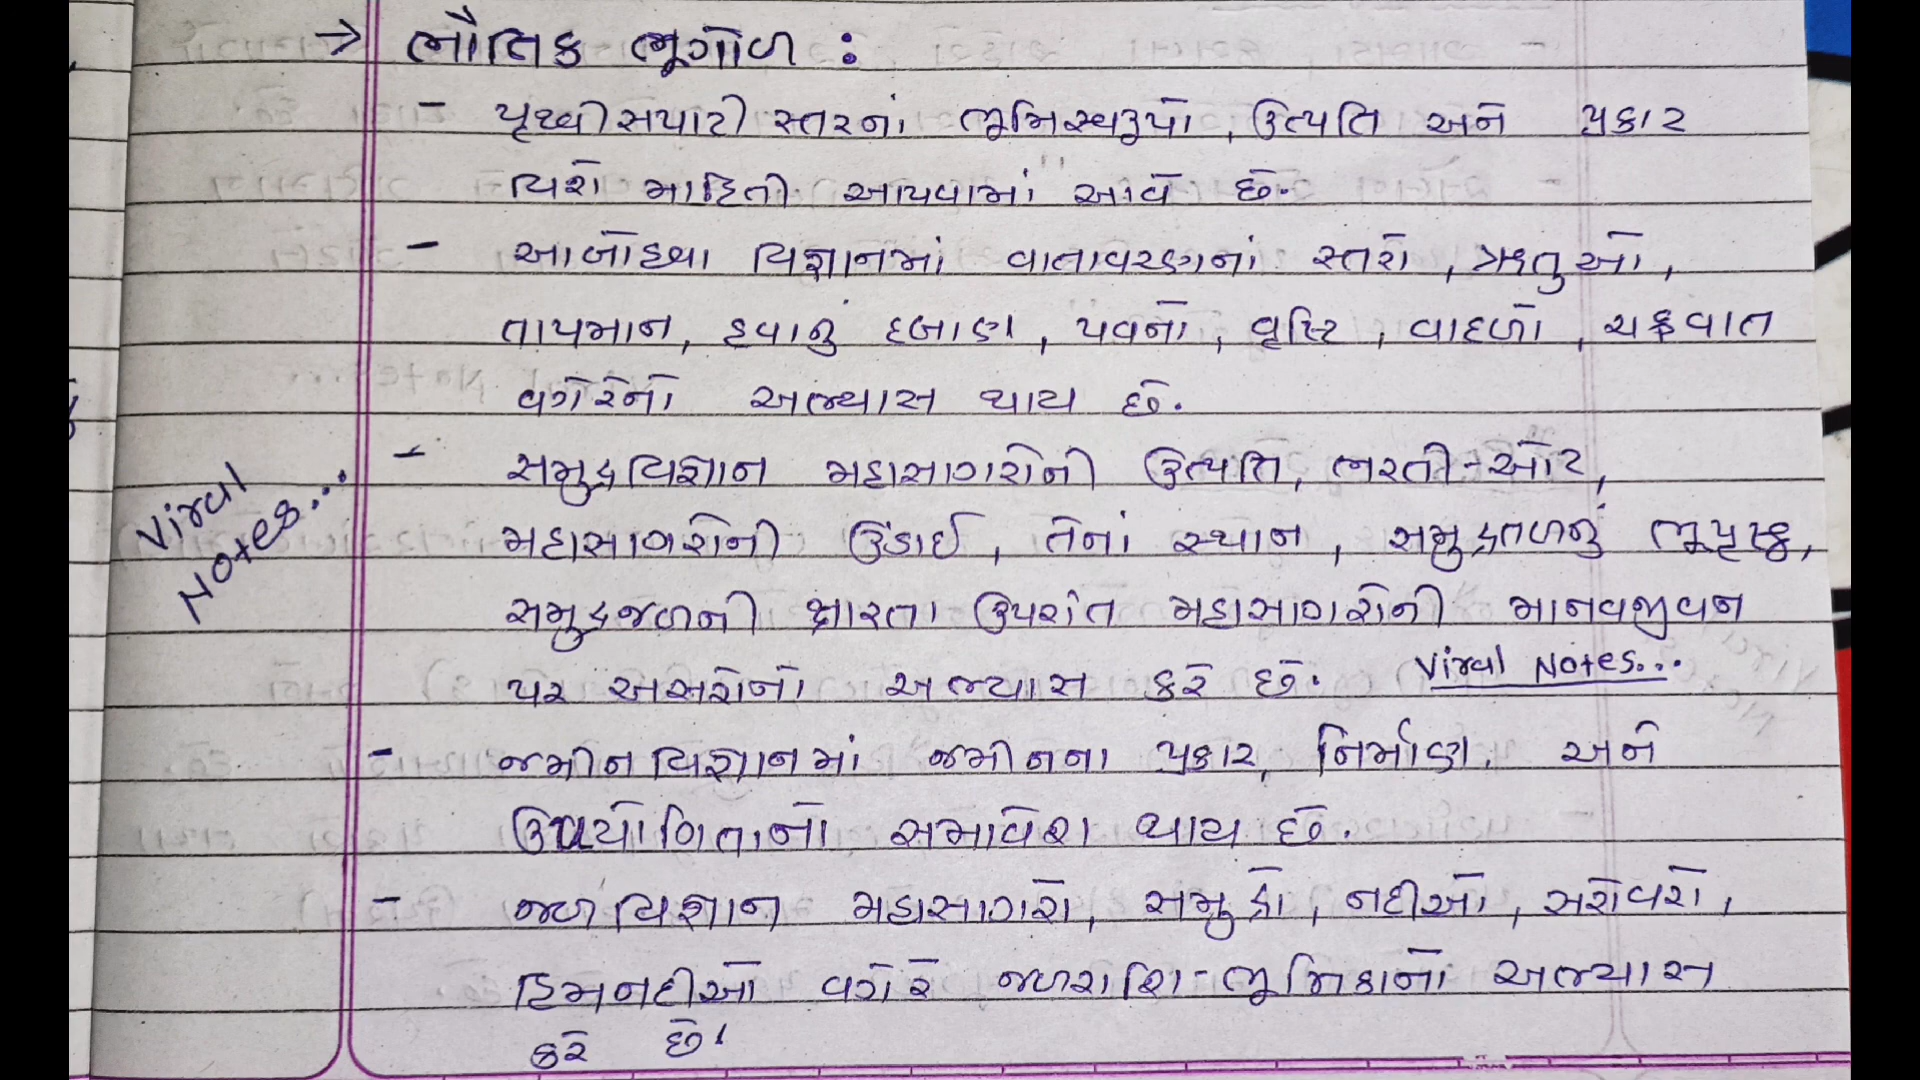 → ભૌતિક ભૂગોળ :
- પૃથ્વીસપાટી સ્તરનાં ભૂમિસ્વરૂપો, ઉત્પતિ અને પ્રકાર
વિશે માહિતી આપવામાં આવે છે.
- આબોહવા વિજ્ઞાનમાં વાતાવરણનાં સ્તરો, ઋતુઓ,
તાપમાન, હવાનું દબાણ, પવનો, વૃષ્ટિ, વાદળો, ચક્રવાત
વગેરેનો અભ્યાસ થાય છે.
- સમુદ્રવિજ્ઞાન મહાસાગરોની ઉત્પતિ, ભરતી-ઓટ,
મહાસાગરોની ઉંડાઈ, તેનાં સ્થાન, સમુદ્રતળનું ભૂપૃષ્ઠ,
સમુદ્રજળની ક્ષારતા ઉપરાંત મહાસાગરોની માનવજીવન
પર અસરોનો અભ્યાસ કરે છે. Viral Notes...
- જમીનવિજ્ઞાનમાં જમીનના પ્રકાર, નિર્માણ, અને
ઉપયોગિતાનો સમાવેશ થાય છે.
- જળવિજ્ઞાન મહાસાગરો, સમુદ્રો, નદીઓ, સરોવરો,
હિમનદીઓ વગેરે જળરાશિ-ભૂમિકાનો અભ્યાસ
કરે છે.
Viral
Notes...